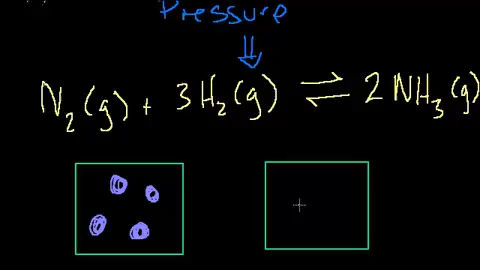 Pressure
⇓
N₂(g) + 3H₂(g) ⇌ 2NH₃(g)